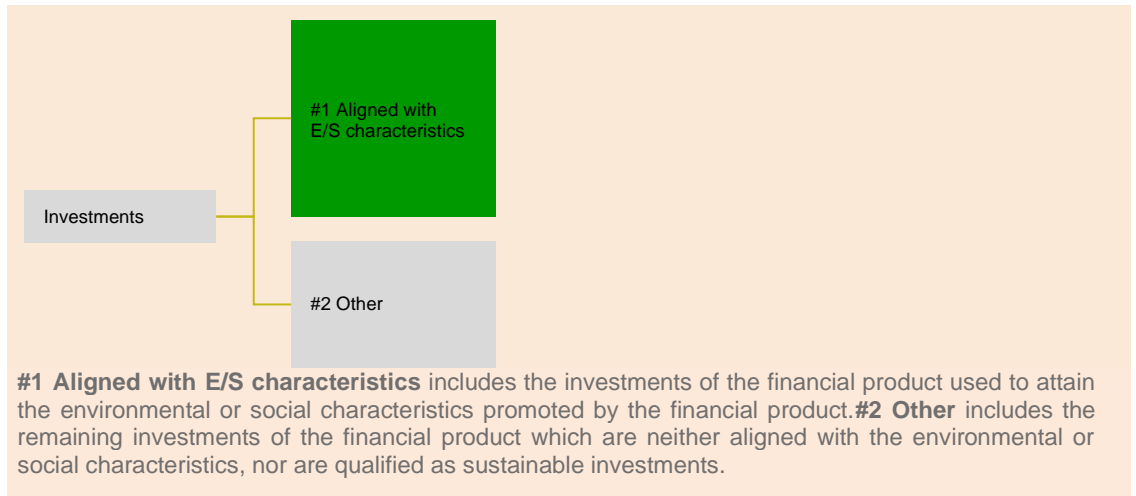 #1 Aligned with
E/S characteristics
Investments
#2 Other
#1 Aligned with E/S characteristics includes the investments of the financial product used to attain
the environmental or social characteristics promoted by the financial product.#2 Other includes the
remaining investments of the financial product which are neither aligned with the environmental or
social characteristics, nor are qualified as sustainable investments.